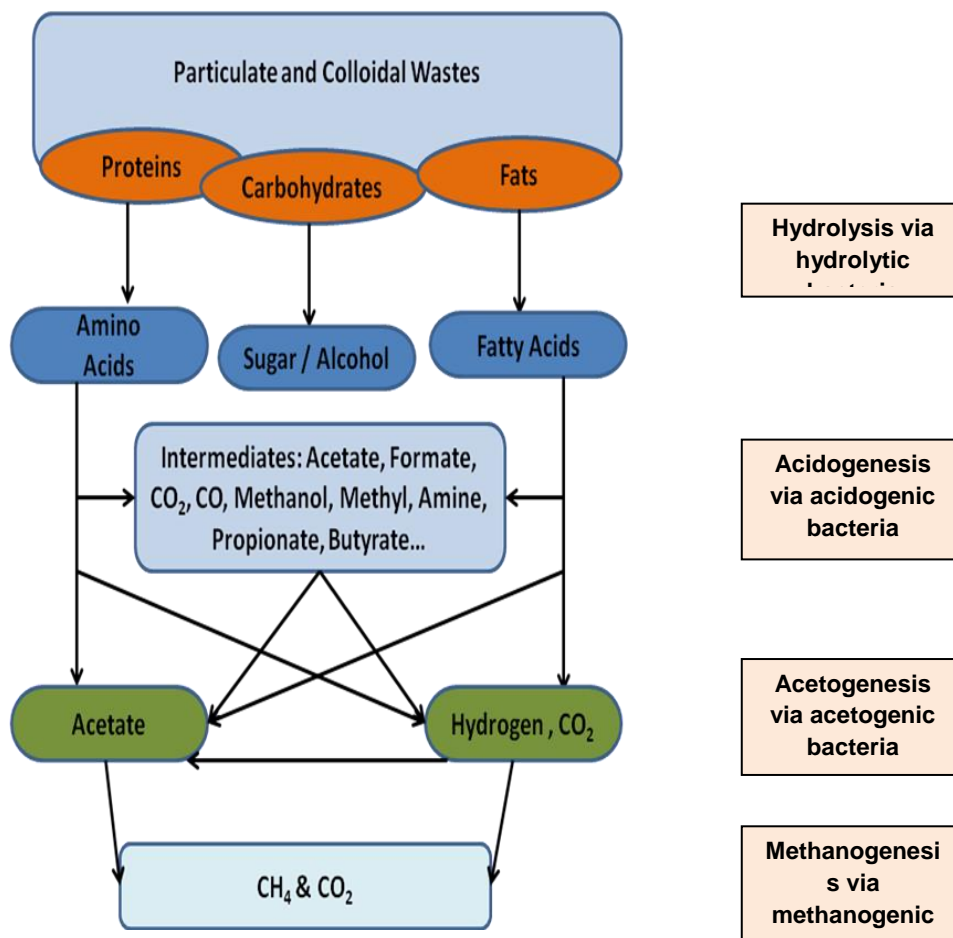 Particulate and Colloidal Wastes
Proteins
Carbohydrates
Fats
Hydrolysis via
hydrolytic
Amino
Acids
Sugar / Alcohol
Fatty Acids
Intermediates: Acetate, Formate,
CO₂, CO, Methanol, Methyl, Amine,
Propionate, Butyrate...
Acidogenesis
via acidogenic
bacteria
Acetate
Hydrogen , CO₂
Acetogenesis
via acetogenic
bacteria
CH₄ & CO₂
Methanogenesi
s via
methanogenic